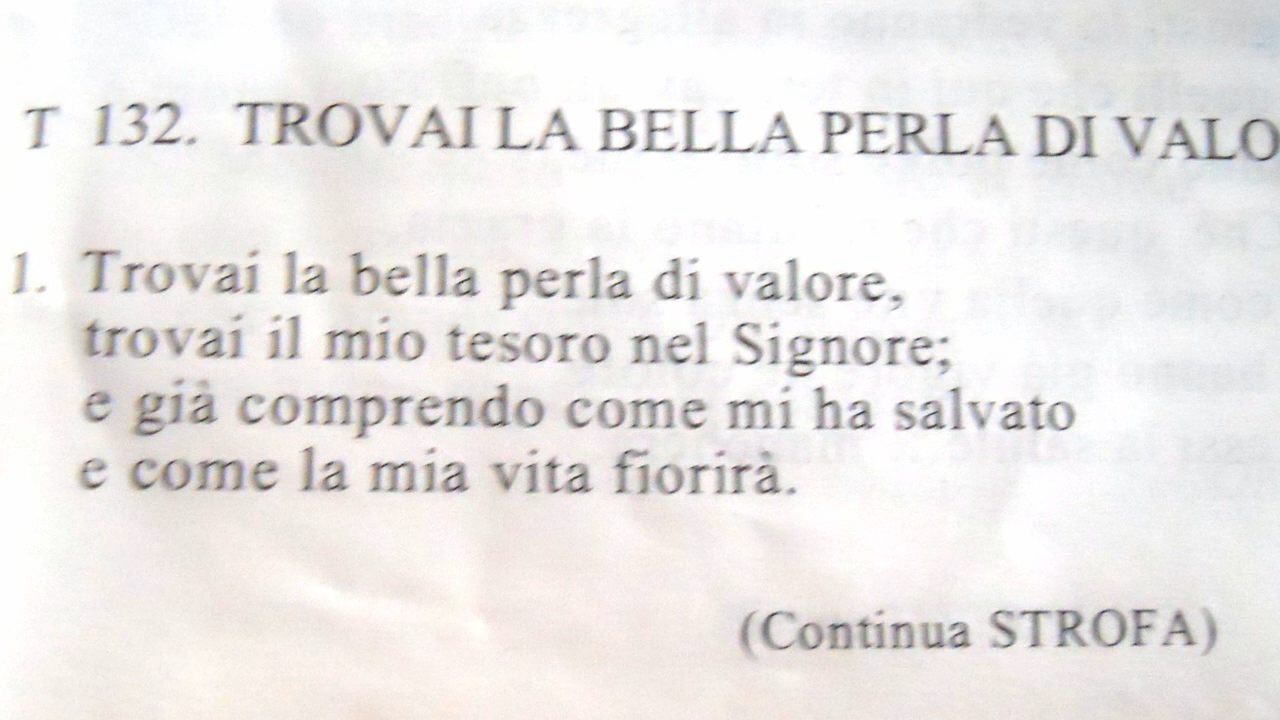 T 132. TROVAI LA BELLA PERLA DI VALO
1. Trovai la bella perla di valore,
trovai il mio tesoro nel Signore;
e già comprendo come mi ha salvato
e come la mia vita fiorirà.
(Continua STROFA)